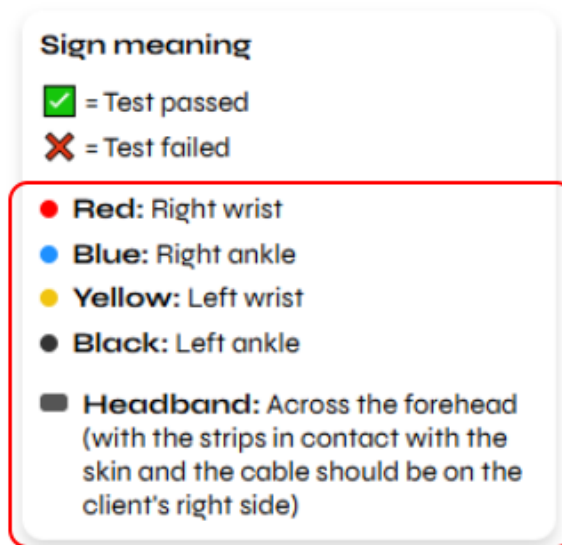 Sign meaning
✅ = Test passed
❌ = Test failed
Red: Right wrist
Blue: Right ankle
Yellow: Left wrist
Black: Left ankle
Headband: Across the forehead
(with the strips in contact with the
skin and the cable should be on the
client's right side)